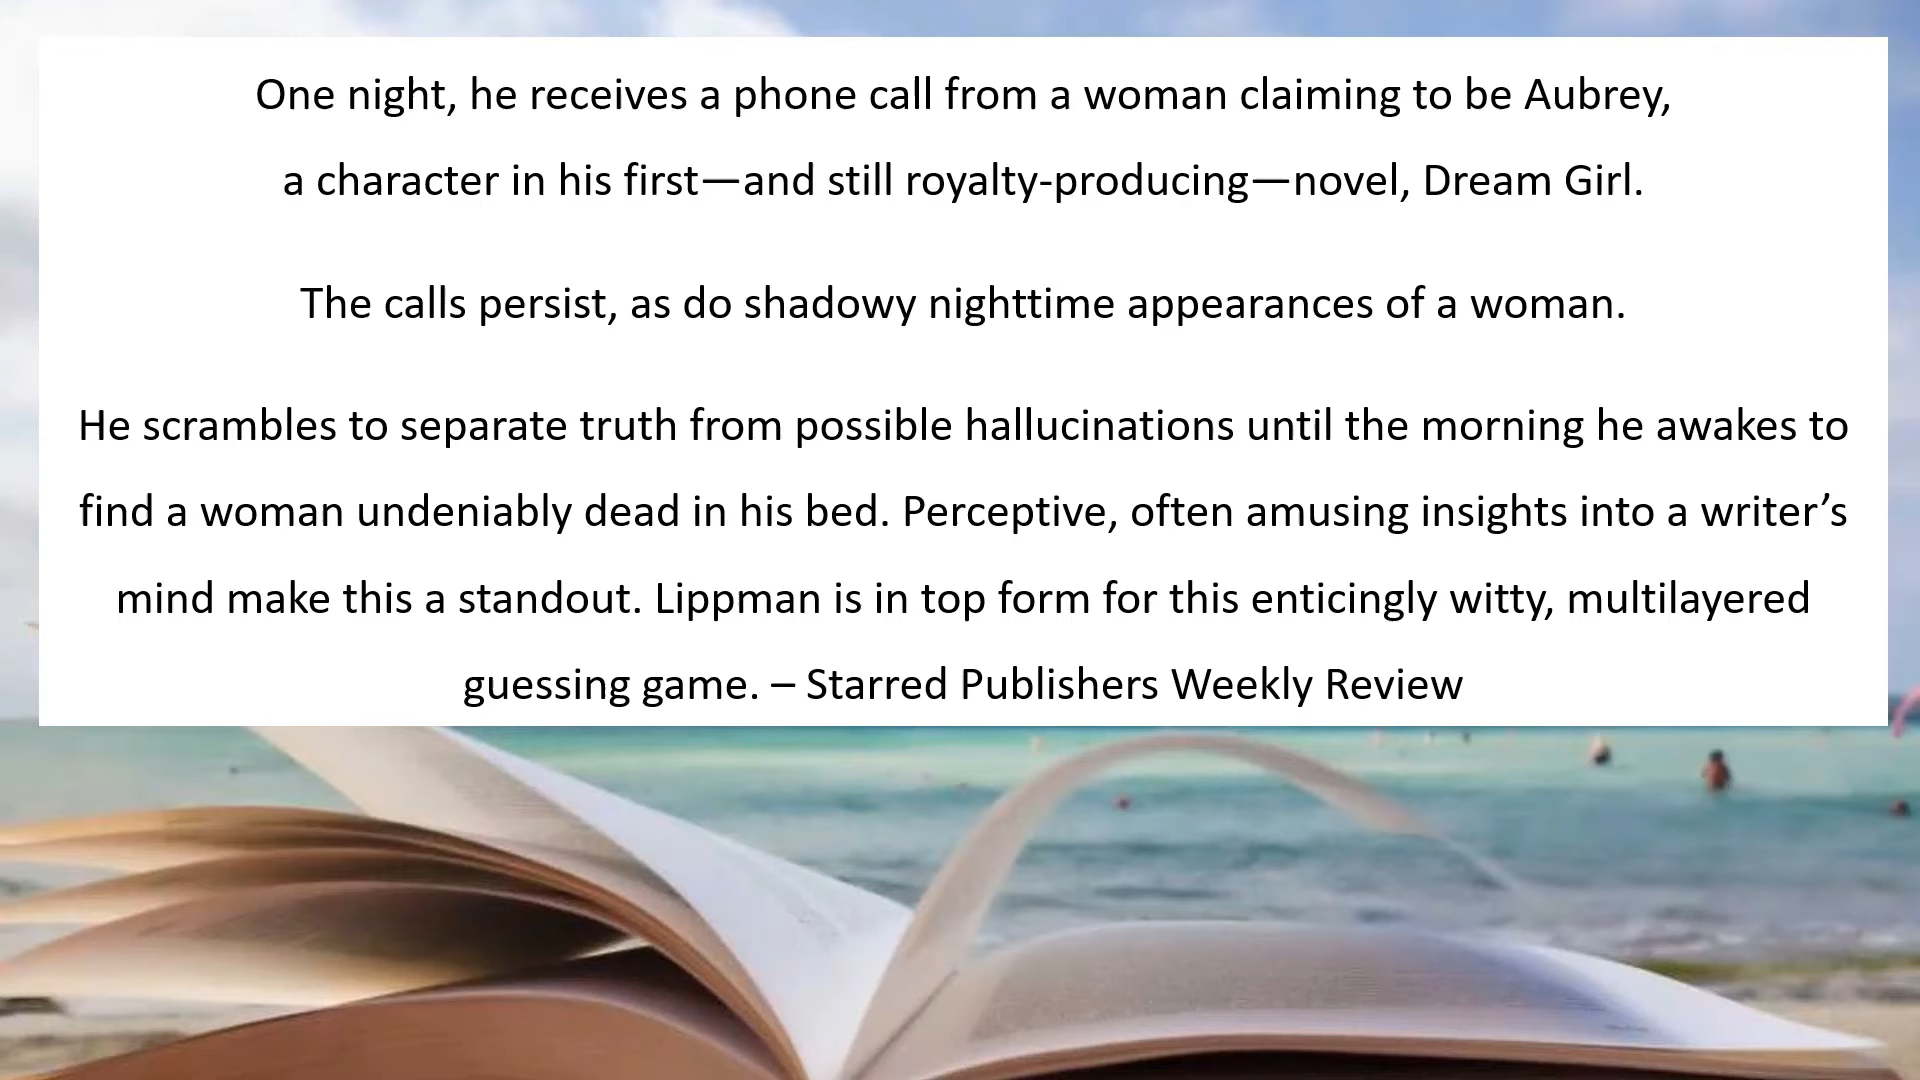 One night, he receives a phone call from a woman claiming to be Aubrey,
a character in his first—and still royalty-producing—novel, Dream Girl.
The calls persist, as do shadowy nighttime appearances of a woman.
He scrambles to separate truth from possible hallucinations until the morning he awakes to
find a woman undeniably dead in his bed. Perceptive, often amusing insights into a writer’s
mind make this a standout. Lippman is in top form for this enticingly witty, multilayered
guessing game. – Starred Publishers Weekly Review